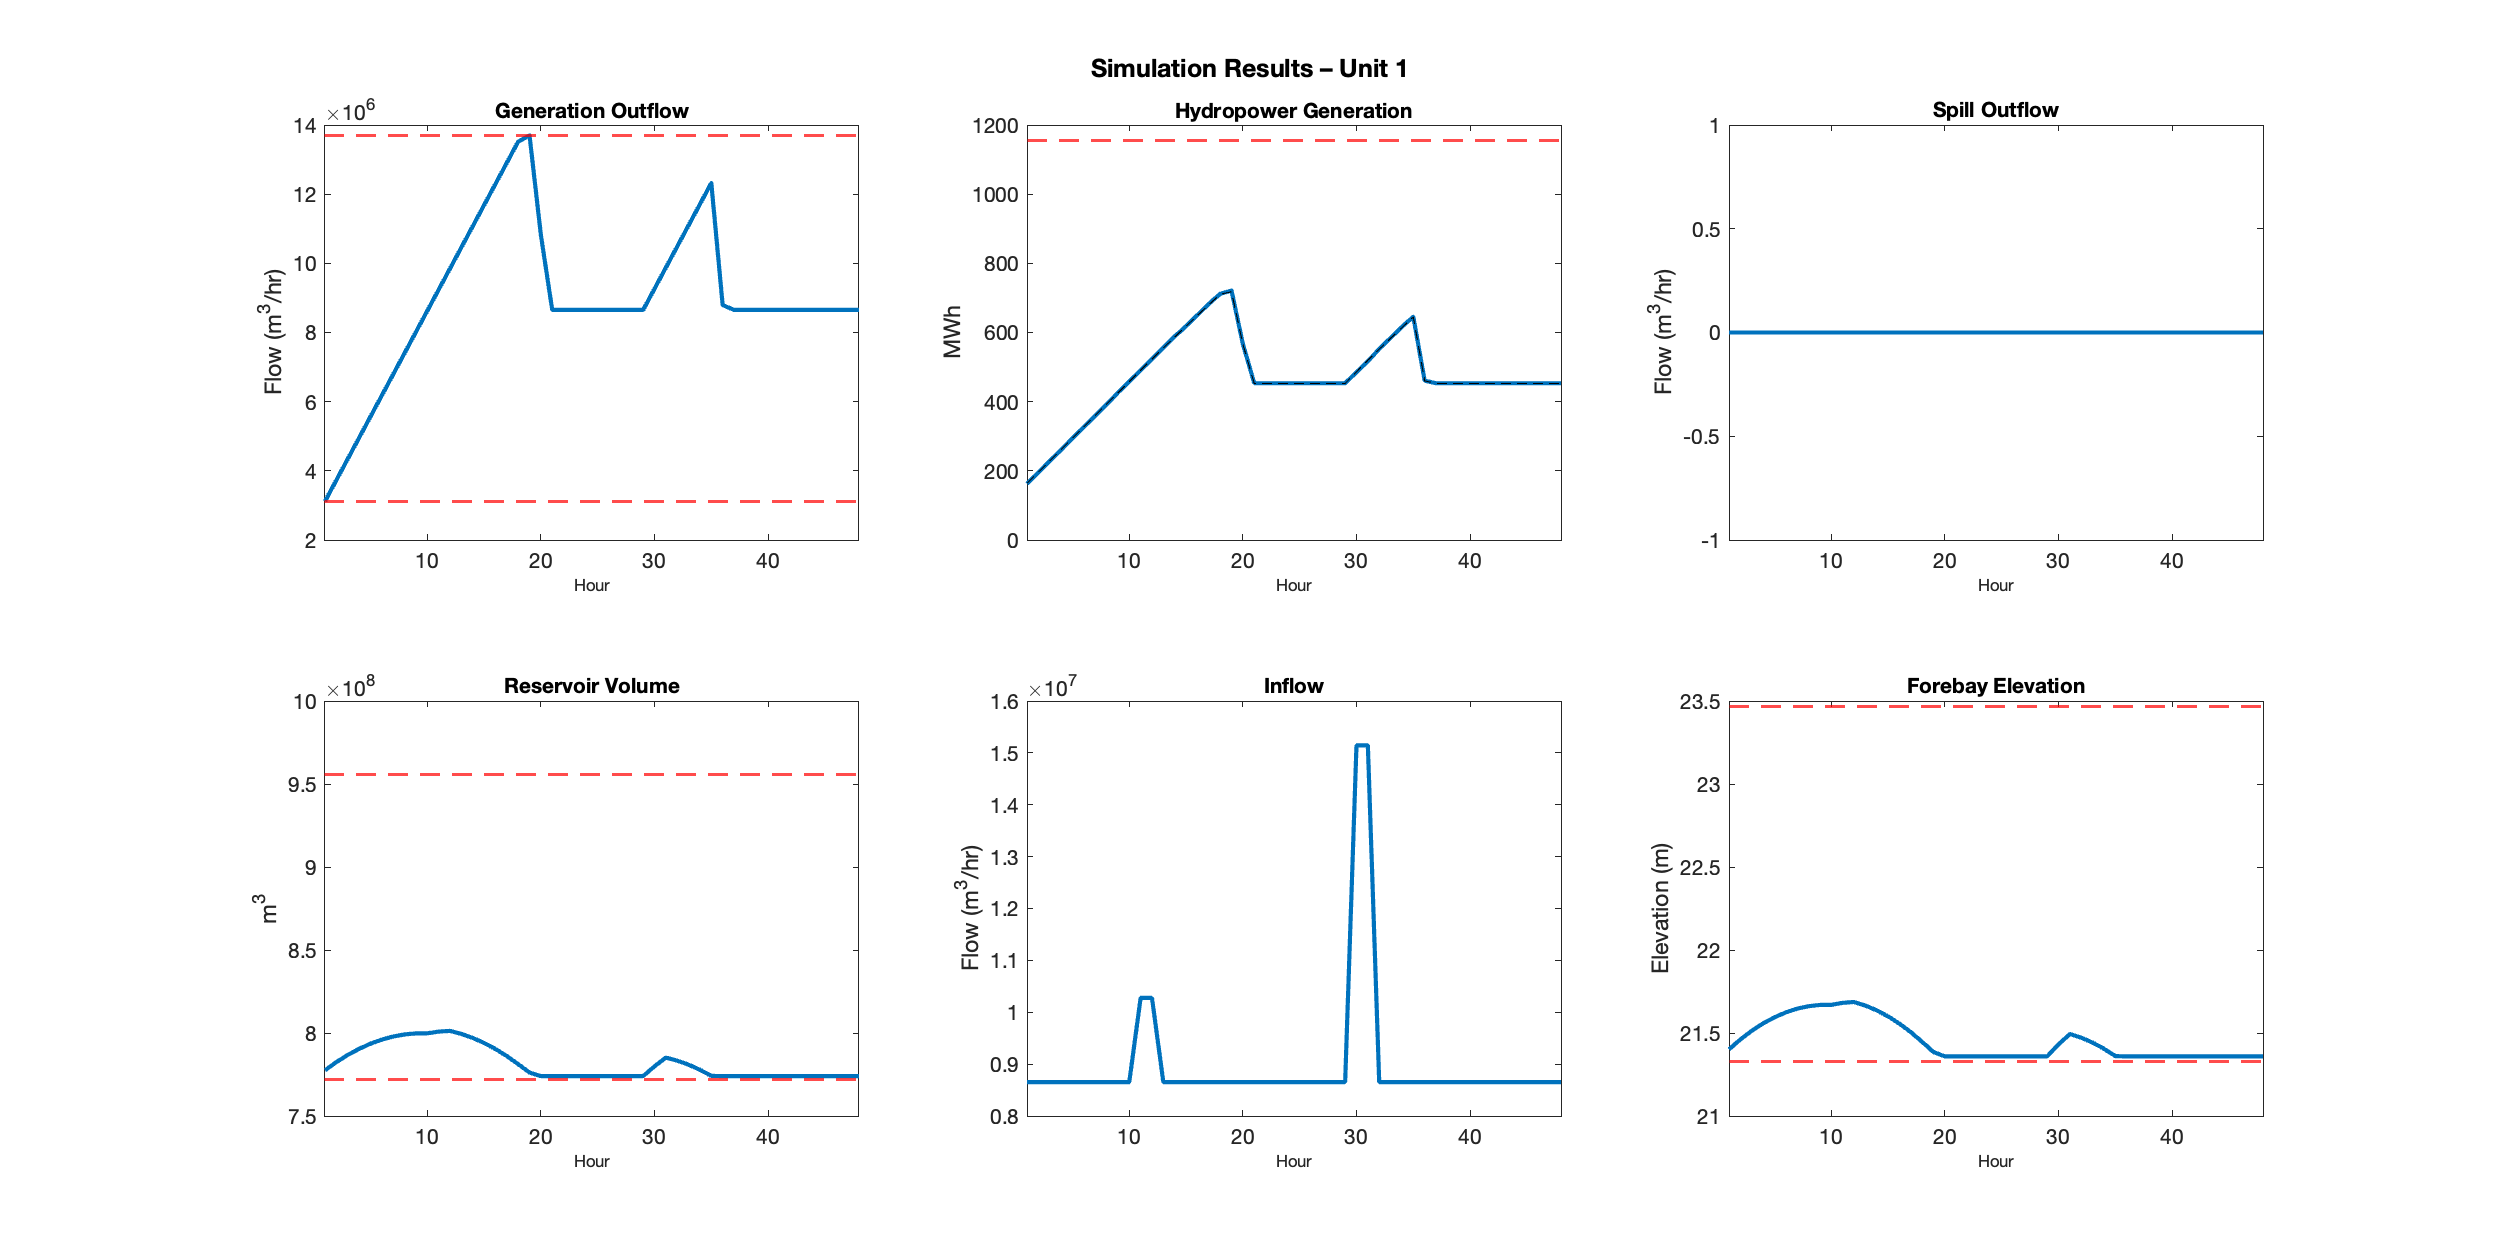 Simulation Results – Unit 1
Generation Outflow
×10^6
14
12
10
8
6
4
2
Flow (m^3/hr)
10 20 30 40
Hour
Hydropower Generation
1200
1000
800
600
400
200
0
MWh
10 20 30 40
Hour
Spill Outflow
1
0.5
0
-0.5
-1
Flow (m^3/hr)
10 20 30 40
Hour
Reservoir Volume
×10^8
10
9.5
9
8.5
8
7.5
m^3
10 20 30 40
Hour
Inflow
×10^7
1.6
1.5
1.4
1.3
1.2
1.1
1
0.9
0.8
Flow (m^3/hr)
10 20 30 40
Hour
Forebay Elevation
23.5
23
22.5
22
21.5
21
Elevation (m)
10 20 30 40
Hour